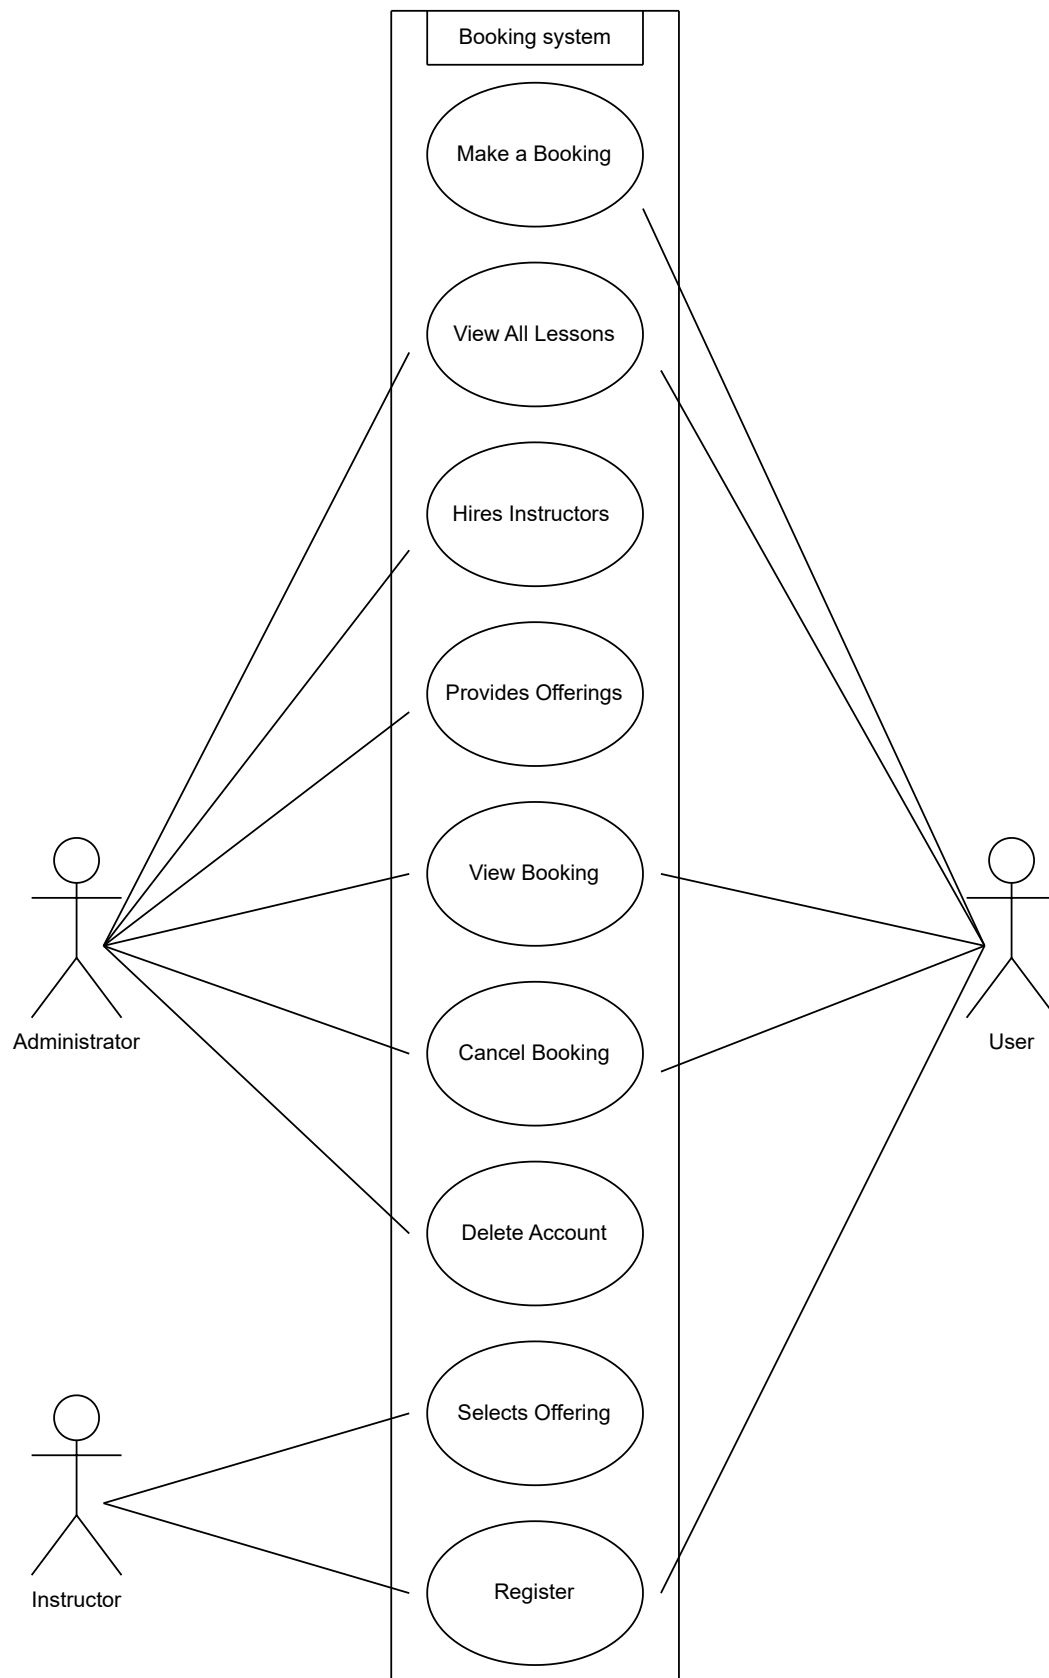 Booking system
Make a Booking
View All Lessons
Hires Instructors
Provides Offerings
View Booking
Administrator
User
Cancel Booking
Delete Account
Selects Offering
Instructor
Register